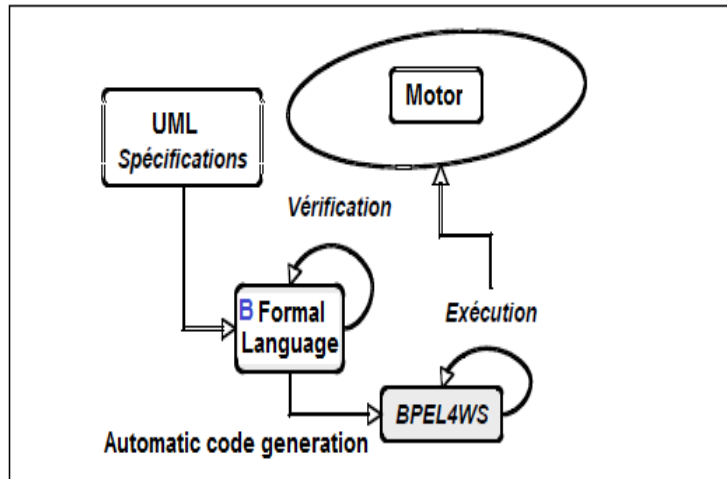 UML
Spécifications
Motor
Vérification
B Formal
Language
Exécution
BPEL4WS
Automatic code generation